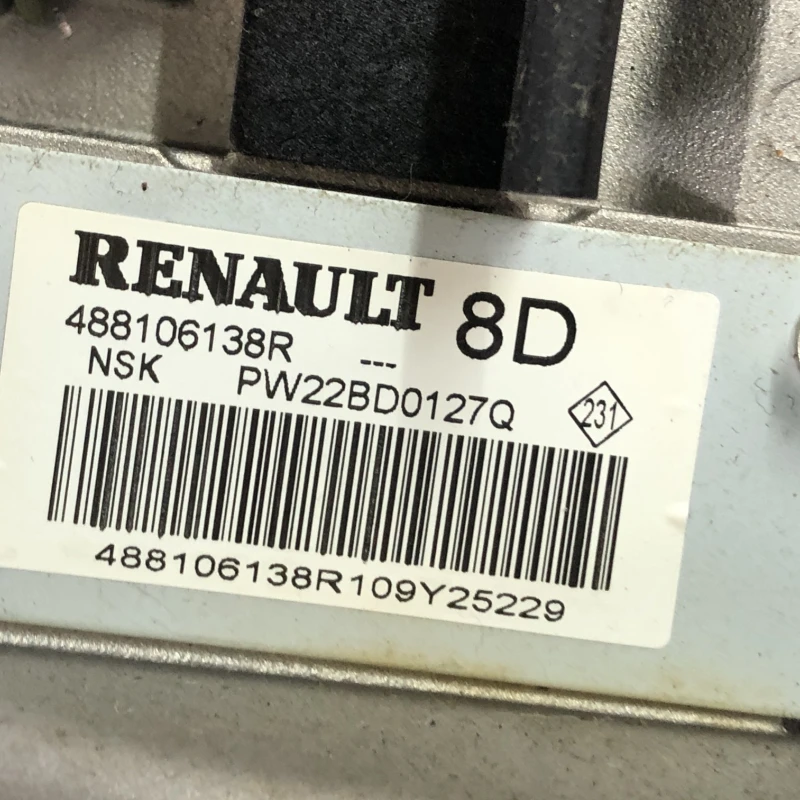 RENAULT 8D
488106138R ---
NSK PW22BD0127Q 231
488106138R109Y25229